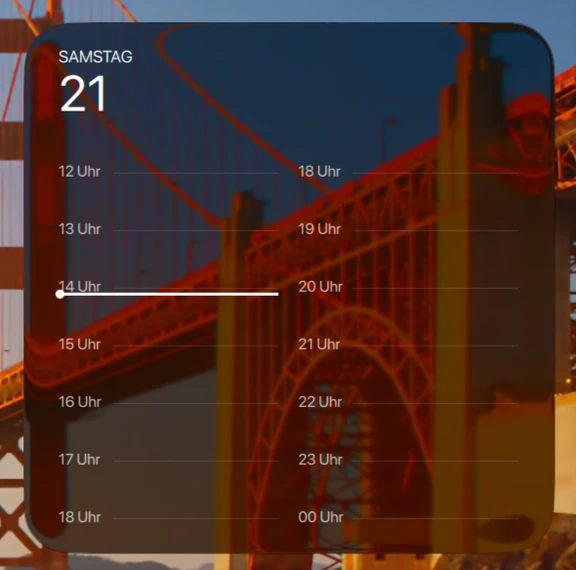 SAMSTAG
21
12 Uhr
13 Uhr
14 Uhr
15 Uhr
16 Uhr
17 Uhr
18 Uhr
18 Uhr
19 Uhr
20 Uhr
21 Uhr
22 Uhr
23 Uhr
00 Uhr